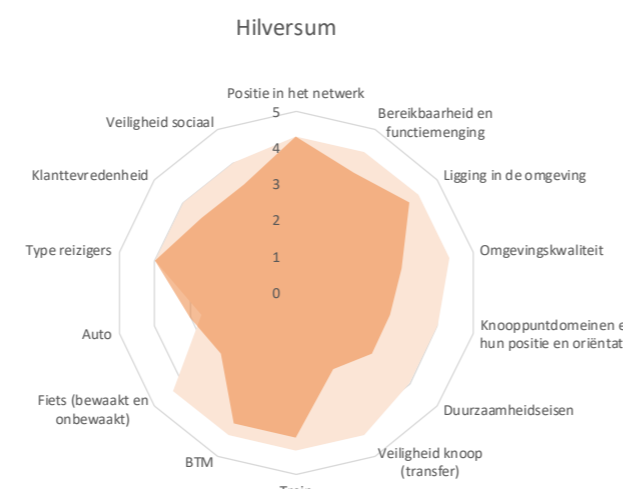 Hilversum
Positie in het netwerk
Bereikbaarheid en
functiemenging
Ligging in de omgeving
Omgevingskwaliteit
Knooppuntdomeinen e
hun positie en oriëntat
Duurzaamheidseisen
Veiligheid knoop
(transfer)
BTM
Fiets (bewaakt en
onbewaakt)
Auto
Type reizigers
Klanttevredenheid
Veiligheid sociaal
5
4
3
2
1
0